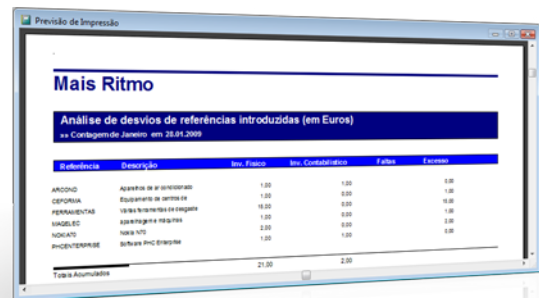 Previsão de Impressão
Mais Ritmo
Análise de desvios de referências introduzidas (em Euros)
»» Contagem de Janeiro em 28.01.2009
Referência Descrição Inv. Físico Inv. Contabilístico Faltas Excesso
ARCOND Aparelhos de ar condicionado 1,00 1,00 0,00
CEFORMA Equipamento de centros de 1,00 0,00 1,00
FERRAMENTAS Várias ferramentas de desgaste 15,00 0,00 15,00
MAQELEC aparelhagem e máquinas 1,00 0,00 1,00
NOKIA70 Nokia N70 2,00 0,00 2,00
PHCENTERPRISE Software PHC Enterprise 1,00 1,00 0,00
Totais Acumulados 21,00 2,00